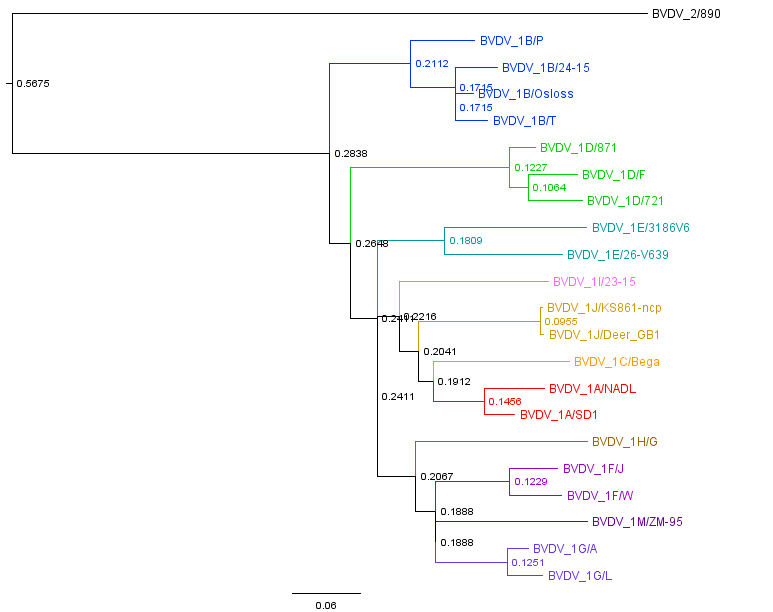 BVDV_2/890
BVDV_1B/P
0.2112
BVDV_1B/24-15
0.5675
0.1715
BVDV_1B/Osloss
0.1715
BVDV_1B/T
BVDV_1D/871
0.2838
0.1227
BVDV_1D/F
0.1064
BVDV_1D/721
BVDV_1E/3186V6
0.2648
0.1809
BVDV_1E/26-V639
BVDV_1I/23-15
BVDV_1J/KS861-ncp
0.2411
0.2216
0.0955
BVDV_1J/Deer_GB1
0.2041
BVDV_1C/Bega
0.1912
BVDV_1A/NADL
0.2411
0.1456
BVDV_1A/SD1
BVDV_1H/G
BVDV_1F/J
0.2067
0.1229
BVDV_1F/W
0.1888
BVDV_1M/ZM-95
0.1888
BVDV_1G/A
0.1251
BVDV_1G/L
0.06